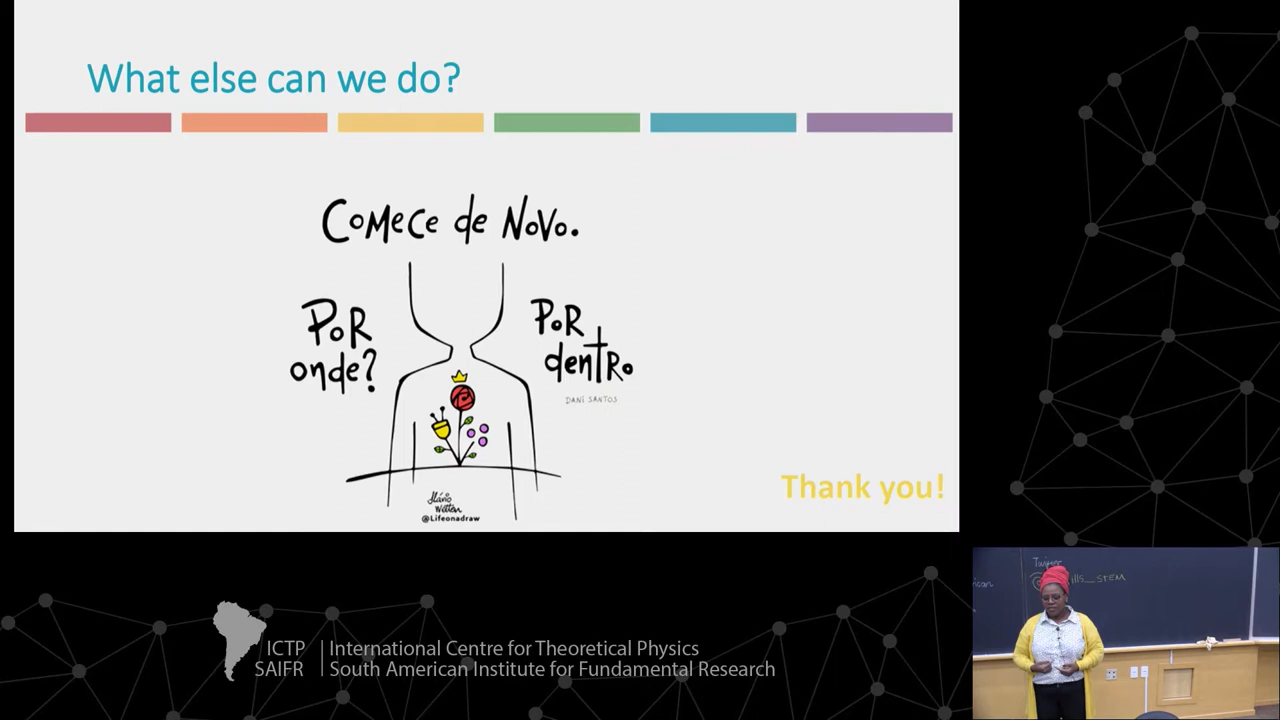 What else can we do?
Comece de Novo.
Por
onde?
Por
dentro
DANI SANTOS
@Lifeonadraw
Thank you!
ICTP
SAIFR
International Centre for Theoretical Physics
South American Institute for Fundamental Research